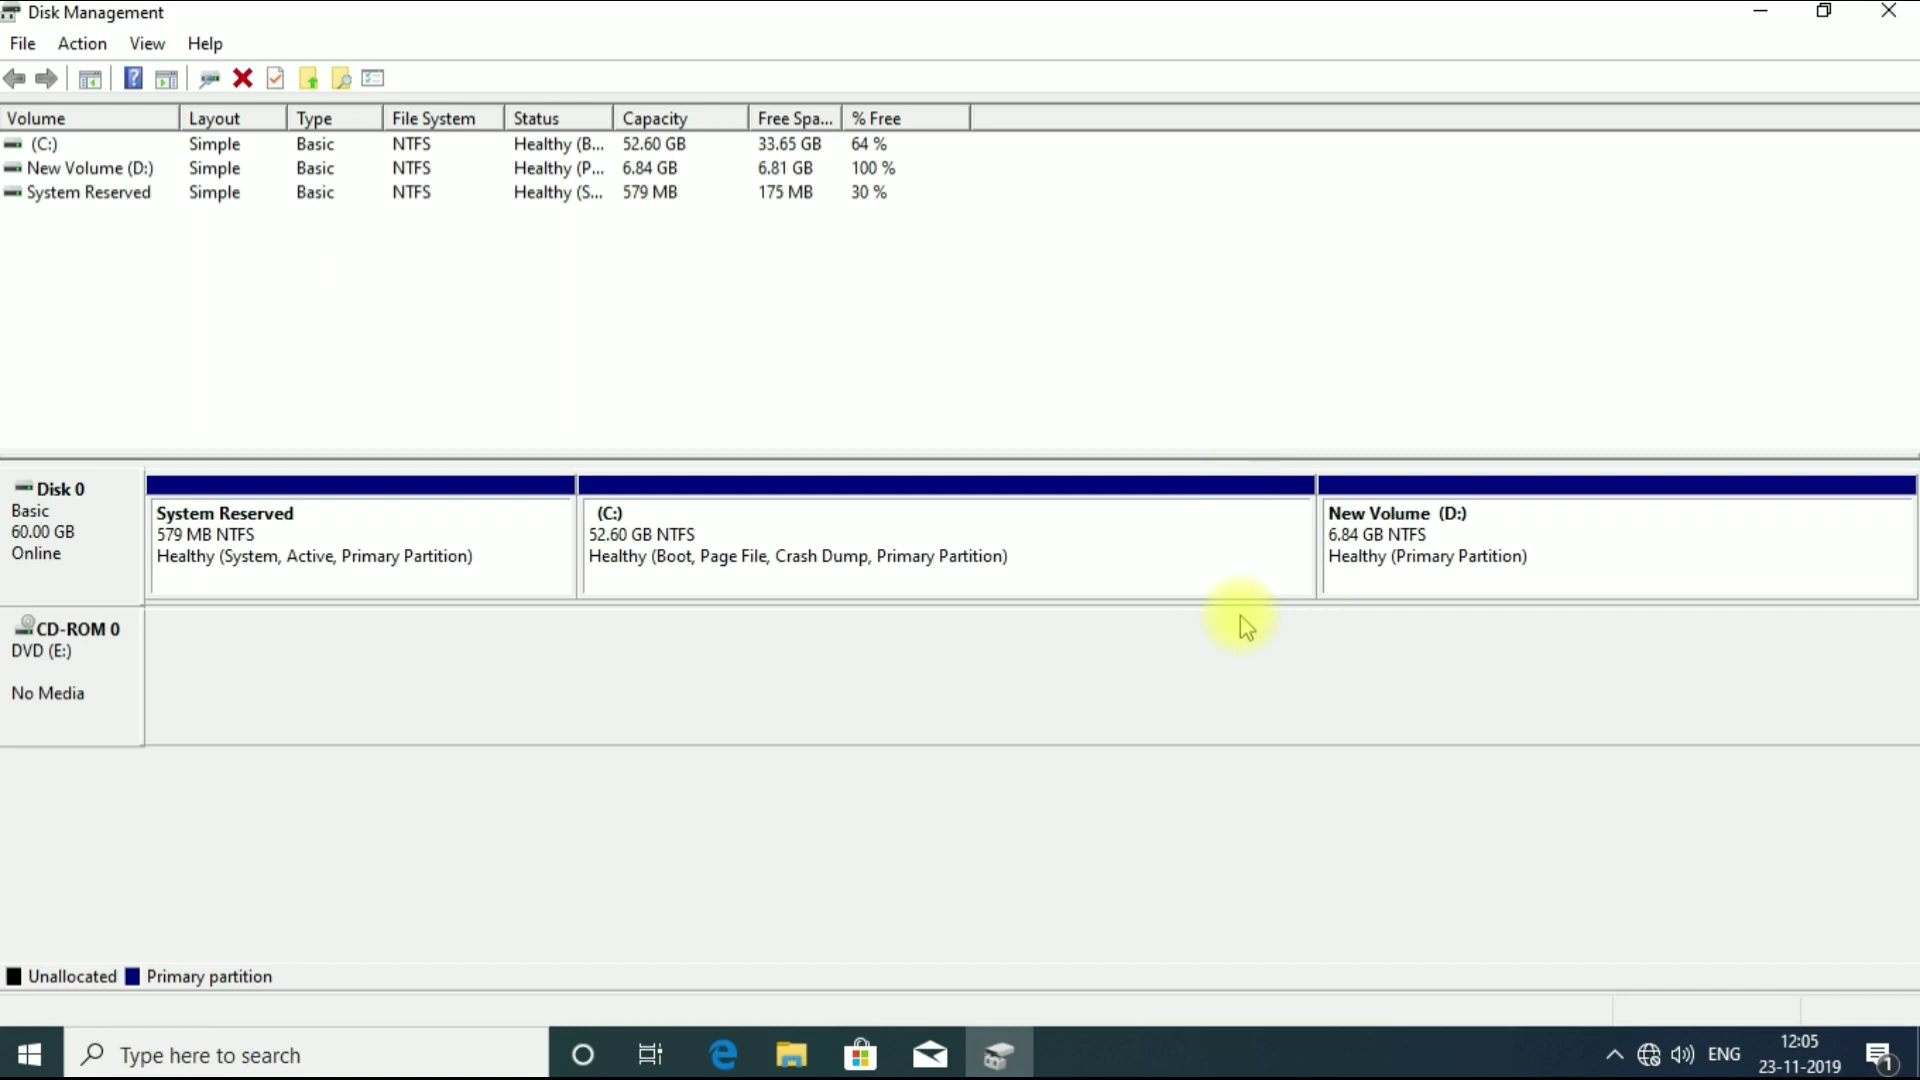 Disk Management
File Action View Help
Volume Layout Type File System Status Capacity Free Spa... % Free
(C:) Simple Basic NTFS Healthy (B... 52.60 GB 33.65 GB 64 %
New Volume (D:) Simple Basic NTFS Healthy (P... 6.84 GB 6.81 GB 100 %
System Reserved Simple Basic NTFS Healthy (S... 579 MB 175 MB 30 %
Disk 0
Basic
60.00 GB
Online
System Reserved
579 MB NTFS
Healthy (System, Active, Primary Partition)
(C:)
52.60 GB NTFS
Healthy (Boot, Page File, Crash Dump, Primary Partition)
New Volume (D:)
6.84 GB NTFS
Healthy (Primary Partition)
CD-ROM 0
DVD (E:)
No Media
Unallocated Primary partition
Type here to search
ENG
12:05
23-11-2019
1